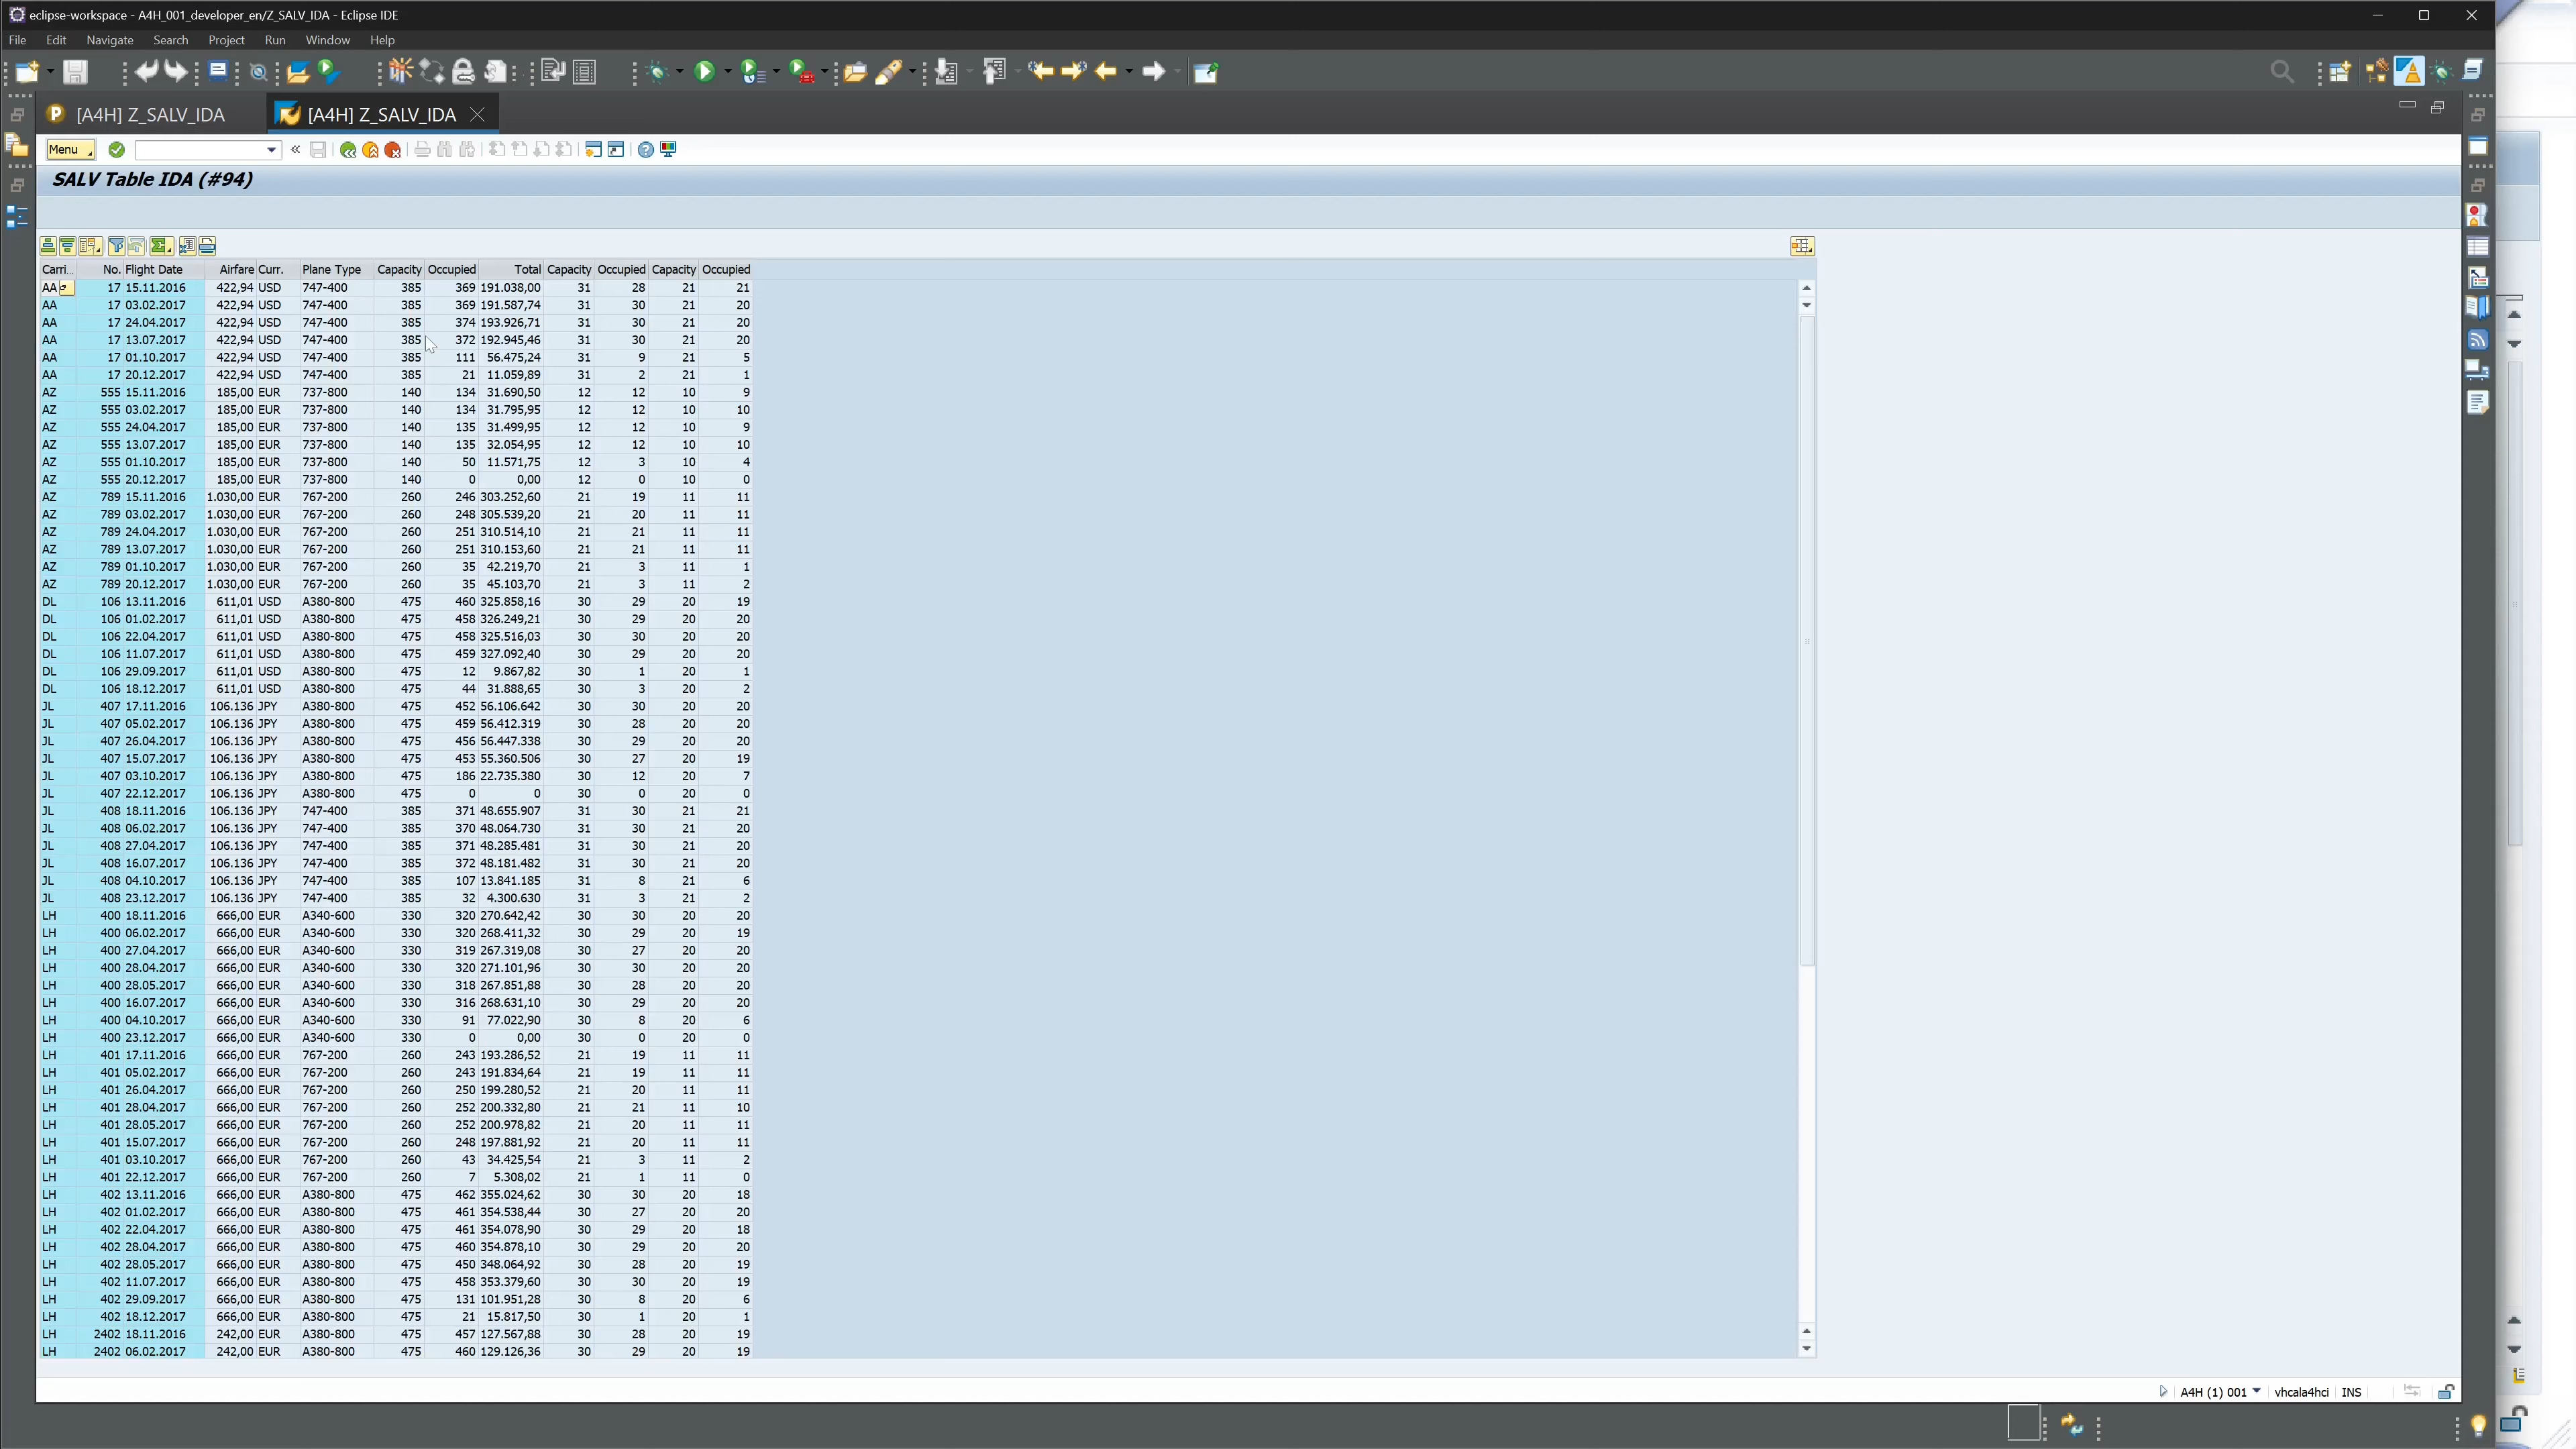 eclipse-workspace - A4H_001_developer_en/Z_SALV_IDA - Eclipse IDE
File Edit Navigate Search Project Run Window Help
[A4H] Z_SALV_IDA [A4H] Z_SALV_IDA
Menu
SALV Table IDA (#94)
Carri... No. Flight Date Airfare Curr. Plane Type Capacity Occupied Total Capacity Occupied Capacity Occupied
AA 17 15.11.2016 422,94 USD 747-400 385 369 191.038,00 31 28 21 21
AA 17 03.02.2017 422,94 USD 747-400 385 369 191.587,74 31 30 21 20
AA 17 24.04.2017 422,94 USD 747-400 385 374 193.926,71 31 30 21 20
AA 17 13.07.2017 422,94 USD 747-400 385 372 192.945,46 31 30 21 20
AA 17 01.10.2017 422,94 USD 747-400 385 111 56.475,24 31 9 21 5
AA 17 20.12.2017 422,94 USD 747-400 385 21 11.059,89 31 2 21 1
AZ 555 15.11.2016 185,00 EUR 737-800 140 134 31.690,50 12 12 10 9
AZ 555 03.02.2017 185,00 EUR 737-800 140 134 31.795,95 12 12 10 10
AZ 555 24.04.2017 185,00 EUR 737-800 140 135 31.499,95 12 12 10 9
AZ 555 13.07.2017 185,00 EUR 737-800 140 135 32.054,95 12 12 10 10
AZ 555 01.10.2017 185,00 EUR 737-800 140 50 11.571,75 12 3 10 4
AZ 555 20.12.2017 185,00 EUR 737-800 140 0 0,00 12 0 10 0
AZ 789 15.11.2016 1.030,00 EUR 767-200 260 246 303.252,60 21 19 11 11
AZ 789 03.02.2017 1.030,00 EUR 767-200 260 248 305.539,20 21 20 11 11
AZ 789 24.04.2017 1.030,00 EUR 767-200 260 251 310.514,10 21 21 11 11
AZ 789 13.07.2017 1.030,00 EUR 767-200 260 251 310.153,60 21 21 11 11
AZ 789 01.10.2017 1.030,00 EUR 767-200 260 35 42.219,70 21 3 11 1
AZ 789 20.12.2017 1.030,00 EUR 767-200 260 35 45.103,70 21 3 11 2
DL 106 13.11.2016 611,01 USD A380-800 475 460 325.858,16 30 29 20 19
DL 106 01.02.2017 611,01 USD A380-800 475 458 326.249,21 30 29 20 20
DL 106 22.04.2017 611,01 USD A380-800 475 458 325.516,03 30 30 20 20
DL 106 11.07.2017 611,01 USD A380-800 475 459 327.092,40 30 29 20 20
DL 106 29.09.2017 611,01 USD A380-800 475 12 9.867,82 30 1 20 1
DL 106 18.12.2017 611,01 USD A380-800 475 44 31.888,65 30 3 20 2
JL 407 17.11.2016 106.136 JPY A380-800 475 452 56.106.642 30 30 20 20
JL 407 05.02.2017 106.136 JPY A380-800 475 459 56.412.319 30 28 20 20
JL 407 26.04.2017 106.136 JPY A380-800 475 456 56.447.338 30 29 20 20
JL 407 15.07.2017 106.136 JPY A380-800 475 453 55.360.506 30 27 20 19
JL 407 03.10.2017 106.136 JPY A380-800 475 186 22.735.380 30 12 20 7
JL 407 22.12.2017 106.136 JPY A380-800 475 0 0 30 0 20 0
JL 408 18.11.2016 106.136 JPY 747-400 385 371 48.655.907 31 30 21 21
JL 408 06.02.2017 106.136 JPY 747-400 385 370 48.064.730 31 30 21 20
JL 408 27.04.2017 106.136 JPY 747-400 385 371 48.285.481 31 30 21 20
JL 408 16.07.2017 106.136 JPY 747-400 385 372 48.181.482 31 30 21 20
JL 408 04.10.2017 106.136 JPY 747-400 385 107 13.841.185 31 8 21 6
JL 408 23.12.2017 106.136 JPY 747-400 385 32 4.300.630 31 3 21 2
LH 400 18.11.2016 666,00 EUR A340-600 330 320 270.642,42 30 30 20 20
LH 400 06.02.2017 666,00 EUR A340-600 330 320 268.411,32 30 29 20 19
LH 400 27.04.2017 666,00 EUR A340-600 330 319 267.319,08 30 27 20 20
LH 400 28.04.2017 666,00 EUR A340-600 330 320 271.101,96 30 30 20 20
LH 400 28.05.2017 666,00 EUR A340-600 330 318 267.851,88 30 28 20 20
LH 400 16.07.2017 666,00 EUR A340-600 330 316 268.631,10 30 29 20 20
LH 400 04.10.2017 666,00 EUR A340-600 330 91 77.022,90 30 8 20 6
LH 400 23.12.2017 666,00 EUR A340-600 330 0 0,00 30 0 20 0
LH 401 17.11.2016 666,00 EUR 767-200 260 243 193.286,52 21 19 11 11
LH 401 05.02.2017 666,00 EUR 767-200 260 243 191.834,64 21 19 11 11
LH 401 26.04.2017 666,00 EUR 767-200 260 250 199.280,52 21 20 11 11
LH 401 28.04.2017 666,00 EUR 767-200 260 252 200.332,80 21 21 11 10
LH 401 28.05.2017 666,00 EUR 767-200 260 252 200.978,82 21 20 11 11
LH 401 15.07.2017 666,00 EUR 767-200 260 248 197.881,92 21 20 11 11
LH 401 03.10.2017 666,00 EUR 767-200 260 43 34.425,54 21 3 11 2
LH 401 22.12.2017 666,00 EUR 767-200 260 7 5.308,02 21 1 11 0
LH 402 13.11.2016 666,00 EUR A380-800 475 462 355.024,62 30 30 20 18
LH 402 01.02.2017 666,00 EUR A380-800 475 461 354.538,44 30 27 20 20
LH 402 22.04.2017 666,00 EUR A380-800 475 461 354.078,90 30 29 20 18
LH 402 28.04.2017 666,00 EUR A380-800 475 460 354.878,10 30 29 20 20
LH 402 28.05.2017 666,00 EUR A380-800 475 450 348.064,92 30 28 20 19
LH 402 11.07.2017 666,00 EUR A380-800 475 458 353.379,60 30 30 20 19
LH 402 29.09.2017 666,00 EUR A380-800 475 131 101.951,28 30 8 20 6
LH 402 18.12.2017 666,00 EUR A380-800 475 21 15.817,50 30 1 20 1
LH 2402 18.11.2016 242,00 EUR A380-800 475 457 127.567,88 30 28 20 19
LH 2402 06.02.2017 242,00 EUR A380-800 475 460 129.126,36 30 29 20 19
A4H (1) 001 vhcala4hci INS